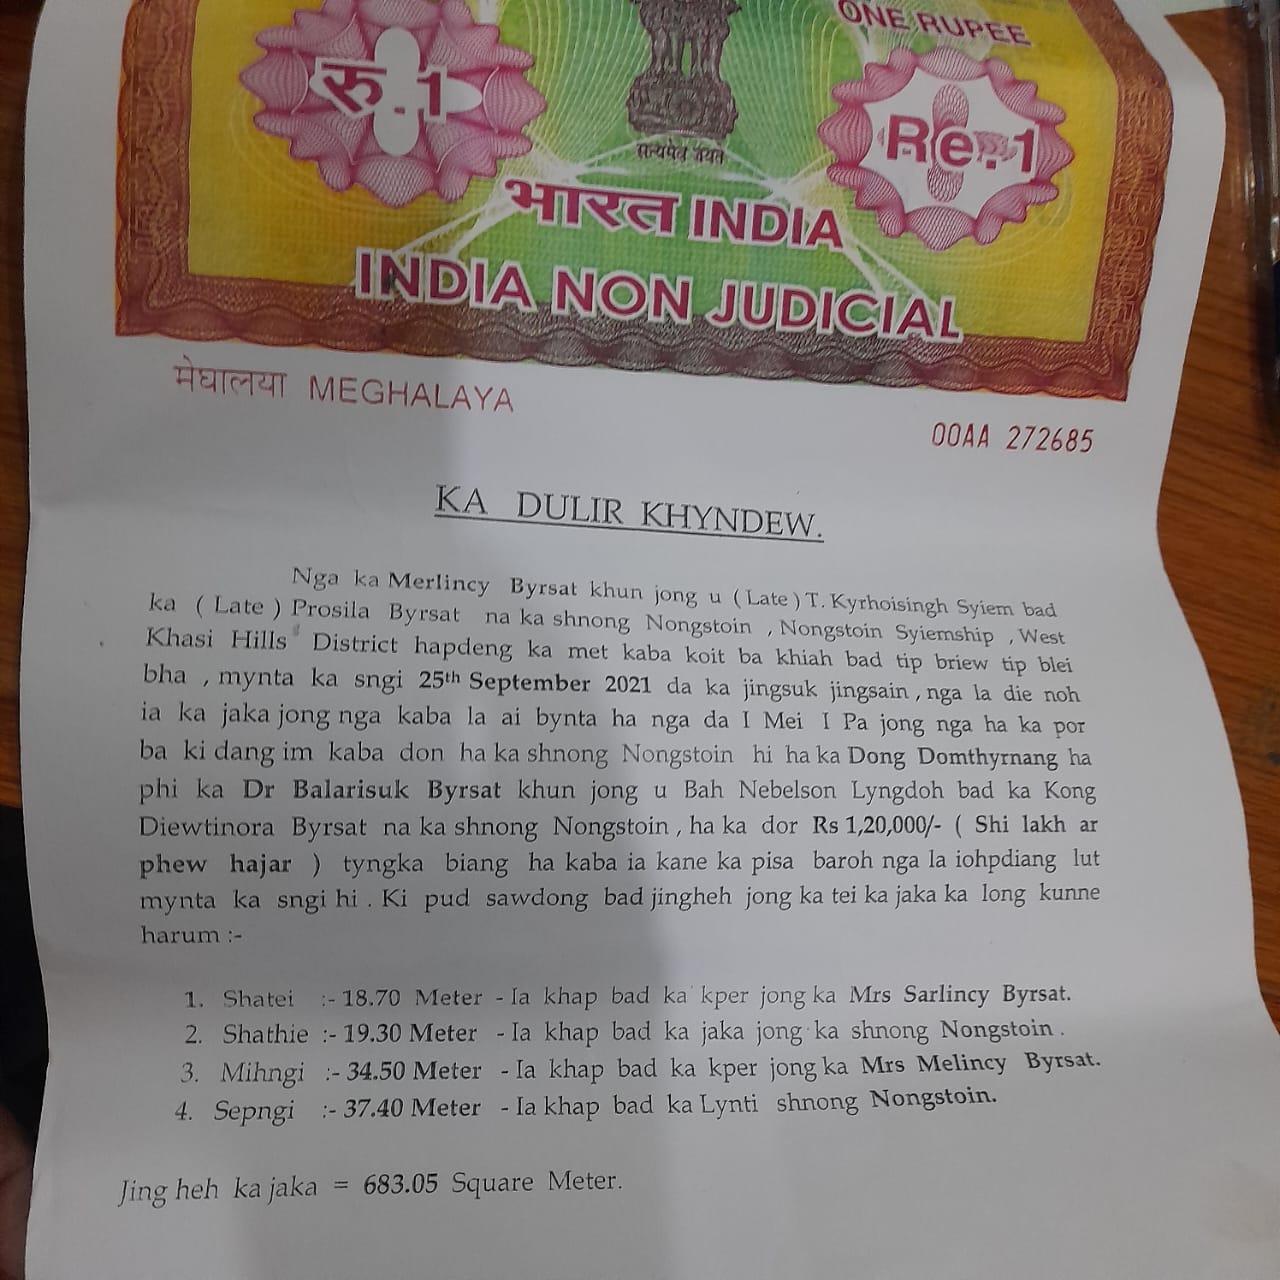 ONE RUPEE
रु.1
सत्यमेव जयते
Re.1
भारत INDIA
INDIA NON JUDICIAL
मेघालया MEGHALAYA
00AA 272685
KA DULIR KHYNDEW.
Nga ka Merlincy Byrsat khun jong u ( Late ) T. Kyrhoisingh Syiem bad
ka ( Late ) Prosila Byrsat na ka shnong Nongstoin , Nongstoin Syiemship , West
Khasi Hills District hapdeng ka met kaba koit ba khiah bad tip briew tip blei
bha , mynta ka sngi 25th September 2021 da ka jingsuk jingsain , nga la die noh
ia ka jaka jong nga kaba la ai bynta ha nga da I Mei I Pa jong nga ha ka por
ba ki dang im kaba don ha ka shnong Nongstoin hi ha ka Dong Domthyrnang ha
phi ka Dr Balarisuk Byrsat khun jong u Bah Nebelson Lyngdoh bad ka Kong
Diewtinora Byrsat na ka shnong Nongstoin , ha ka dor Rs 1,20,000/- ( Shi lakh ar
phew hajar ) tyngka biang ha kaba ia kane ka pisa baroh nga la iohpdiang lut
mynta ka sngi hi . Ki pud sawdong bad jingheh jong ka tei ka jaka ka long kunne
harum :-
1. Shatei :- 18.70 Meter - Ia khap bad ka kper jong ka Mrs Sarlincy Byrsat.
2. Shathie :- 19.30 Meter - Ia khap bad ka jaka jong ka shnong Nongstoin .
3. Mihngi :- 34.50 Meter - Ia khap bad ka kper jong ka Mrs Melincy Byrsat.
4. Sepngi :- 37.40 Meter - Ia khap bad ka Lynti shnong Nongstoin.
Jing heh ka jaka = 683.05 Square Meter.